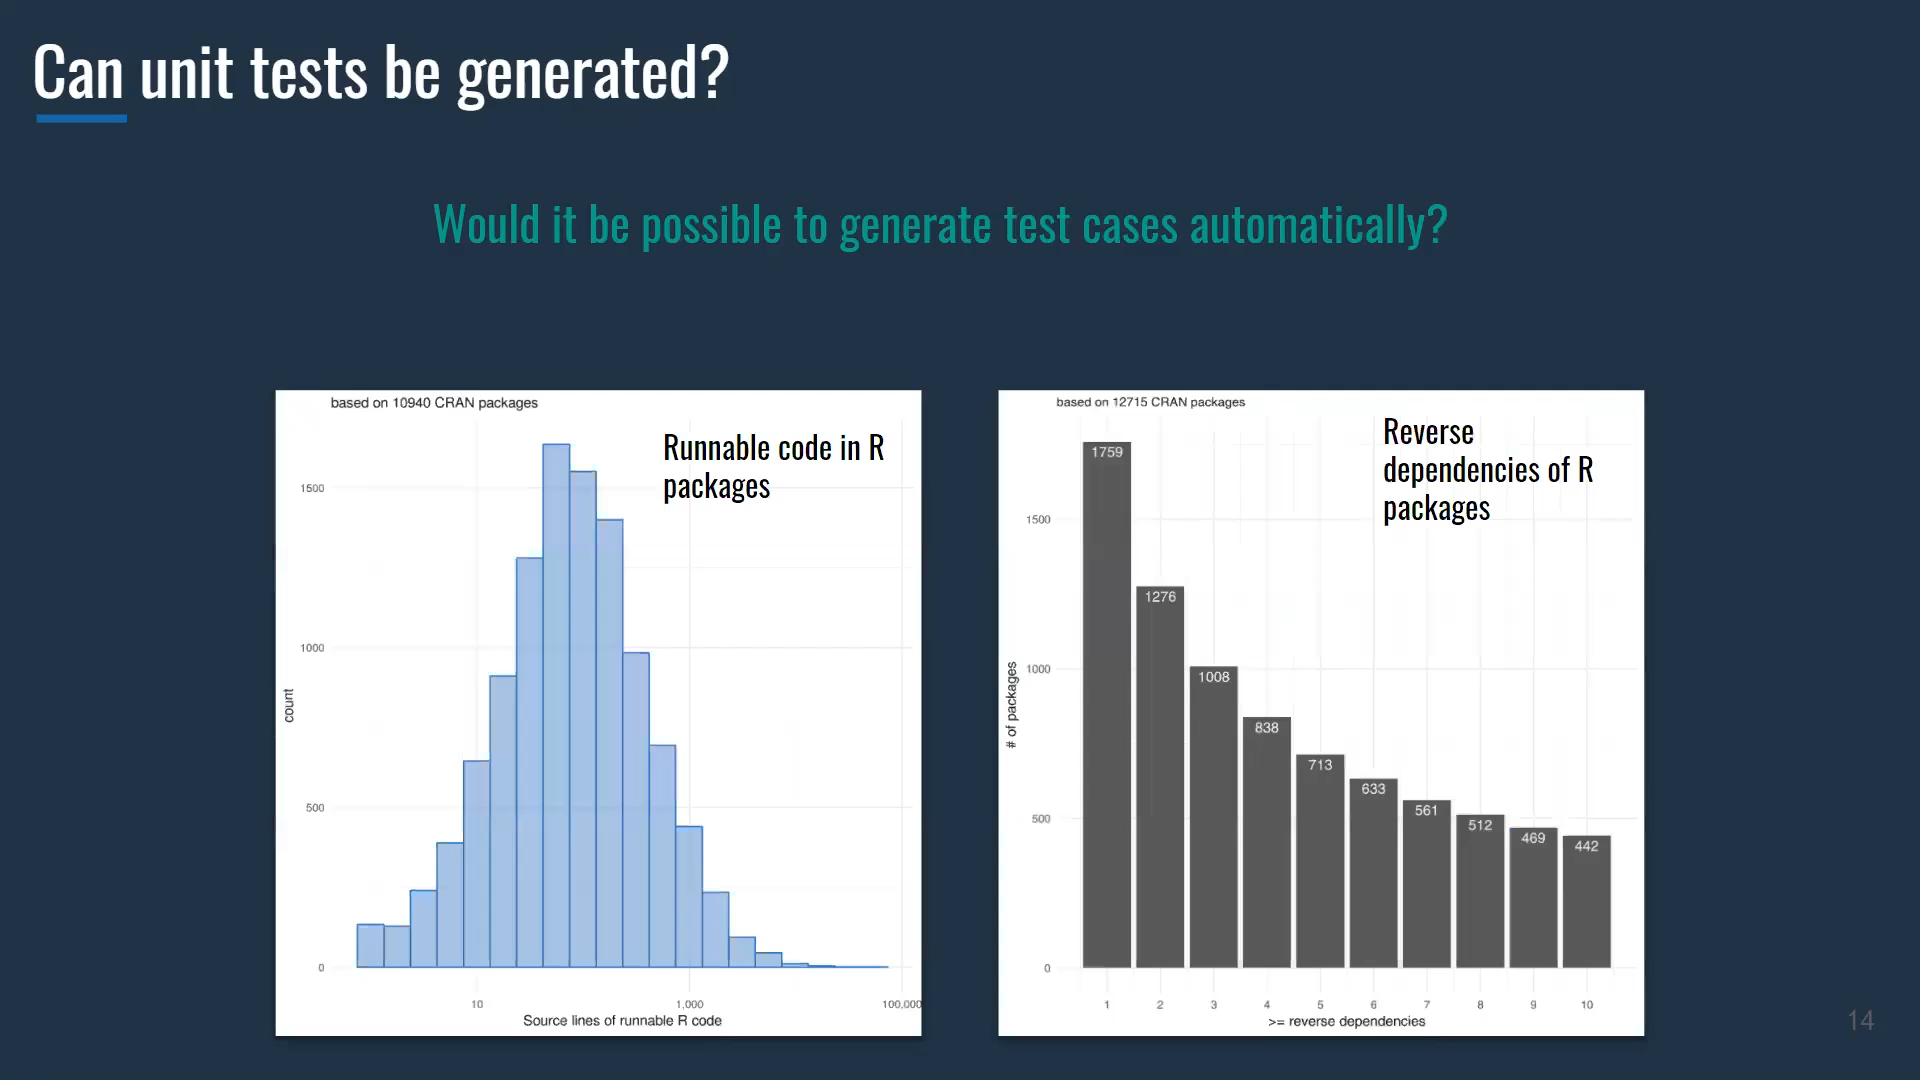 Can unit tests be generated?
Would it be possible to generate test cases automatically?
based on 10940 CRAN packages
Runnable code in R
packages
1500
1000
500
0
count
10
1,000
100,000
Source lines of runnable R code
based on 12715 CRAN packages
Reverse
dependencies of R
packages
1500
1000
500
0
# of packages
1759
1276
1008
838
713
633
561
512
469
442
1
2
3
4
5
6
7
8
9
10
>= reverse dependencies
14